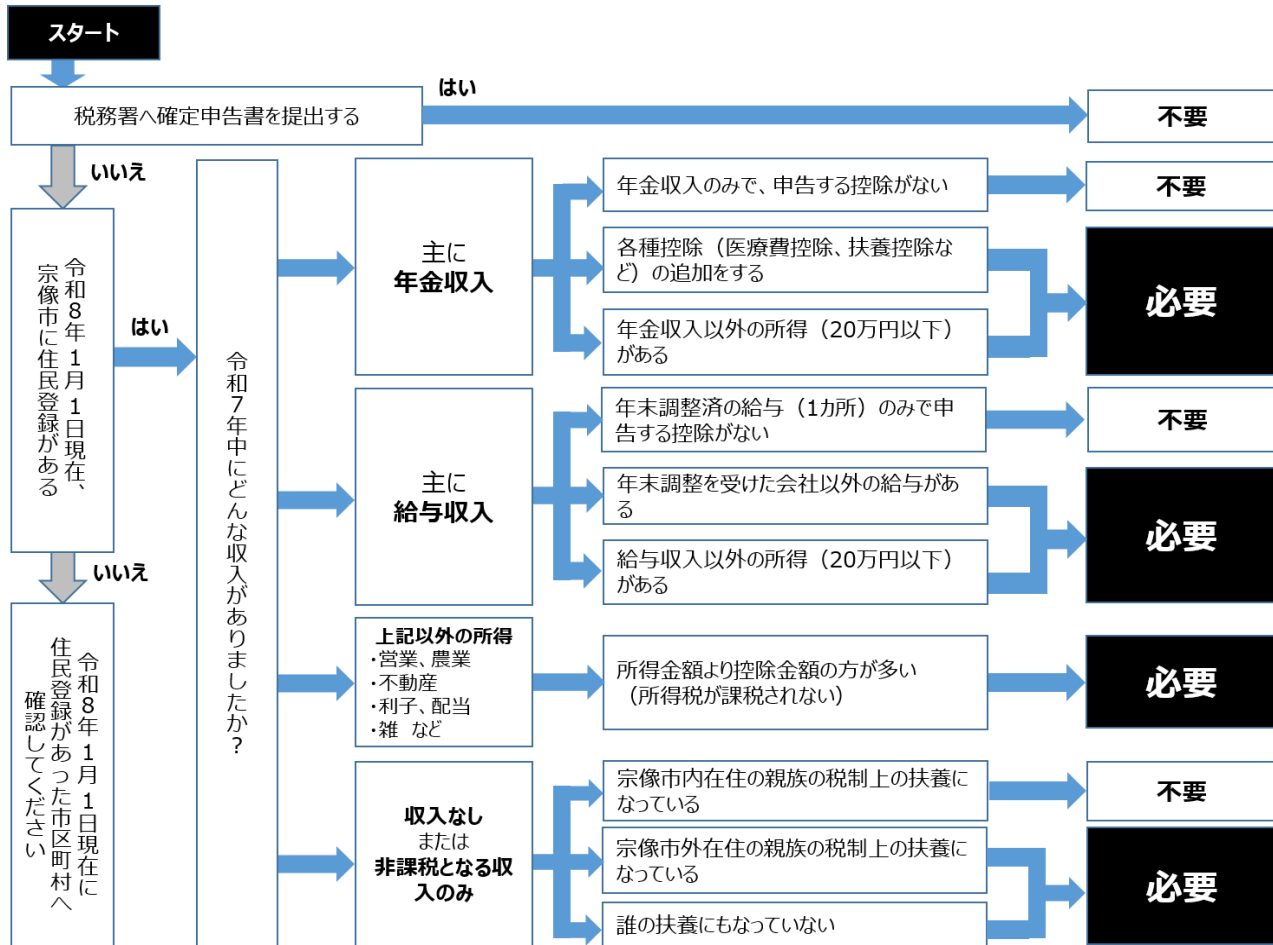 スタート
税務署へ確定申告書を提出する
はい
不要
いいえ
令和8年1月1日現在、
宗像市に住民登録がある
はい
いいえ
令和8年1月1日現在に
住民登録があった市区町村へ
確認してください
令和7年中にどんな収入がありましたか？
主に
年金収入
年金収入のみで、申告する控除がない
不要
各種控除（医療費控除、扶養控除な
ど）の追加をする
年金収入以外の所得（20万円以下）
がある
必要
主に
給与収入
年末調整済の給与（1カ所）のみで申
告する控除がない
不要
年末調整を受けた会社以外の給与があ
る
給与収入以外の所得（20万円以下）
がある
必要
上記以外の所得
・営業、農業
・不動産
・利子、配当
・雑 など
所得金額より控除金額の方が多い
（所得税が課税されない）
必要
収入なし
または
非課税となる収
入のみ
宗像市内在住の親族の税制上の扶養に
なっている
不要
宗像市外在住の親族の税制上の扶養に
なっている
誰の扶養にもなっていない
必要